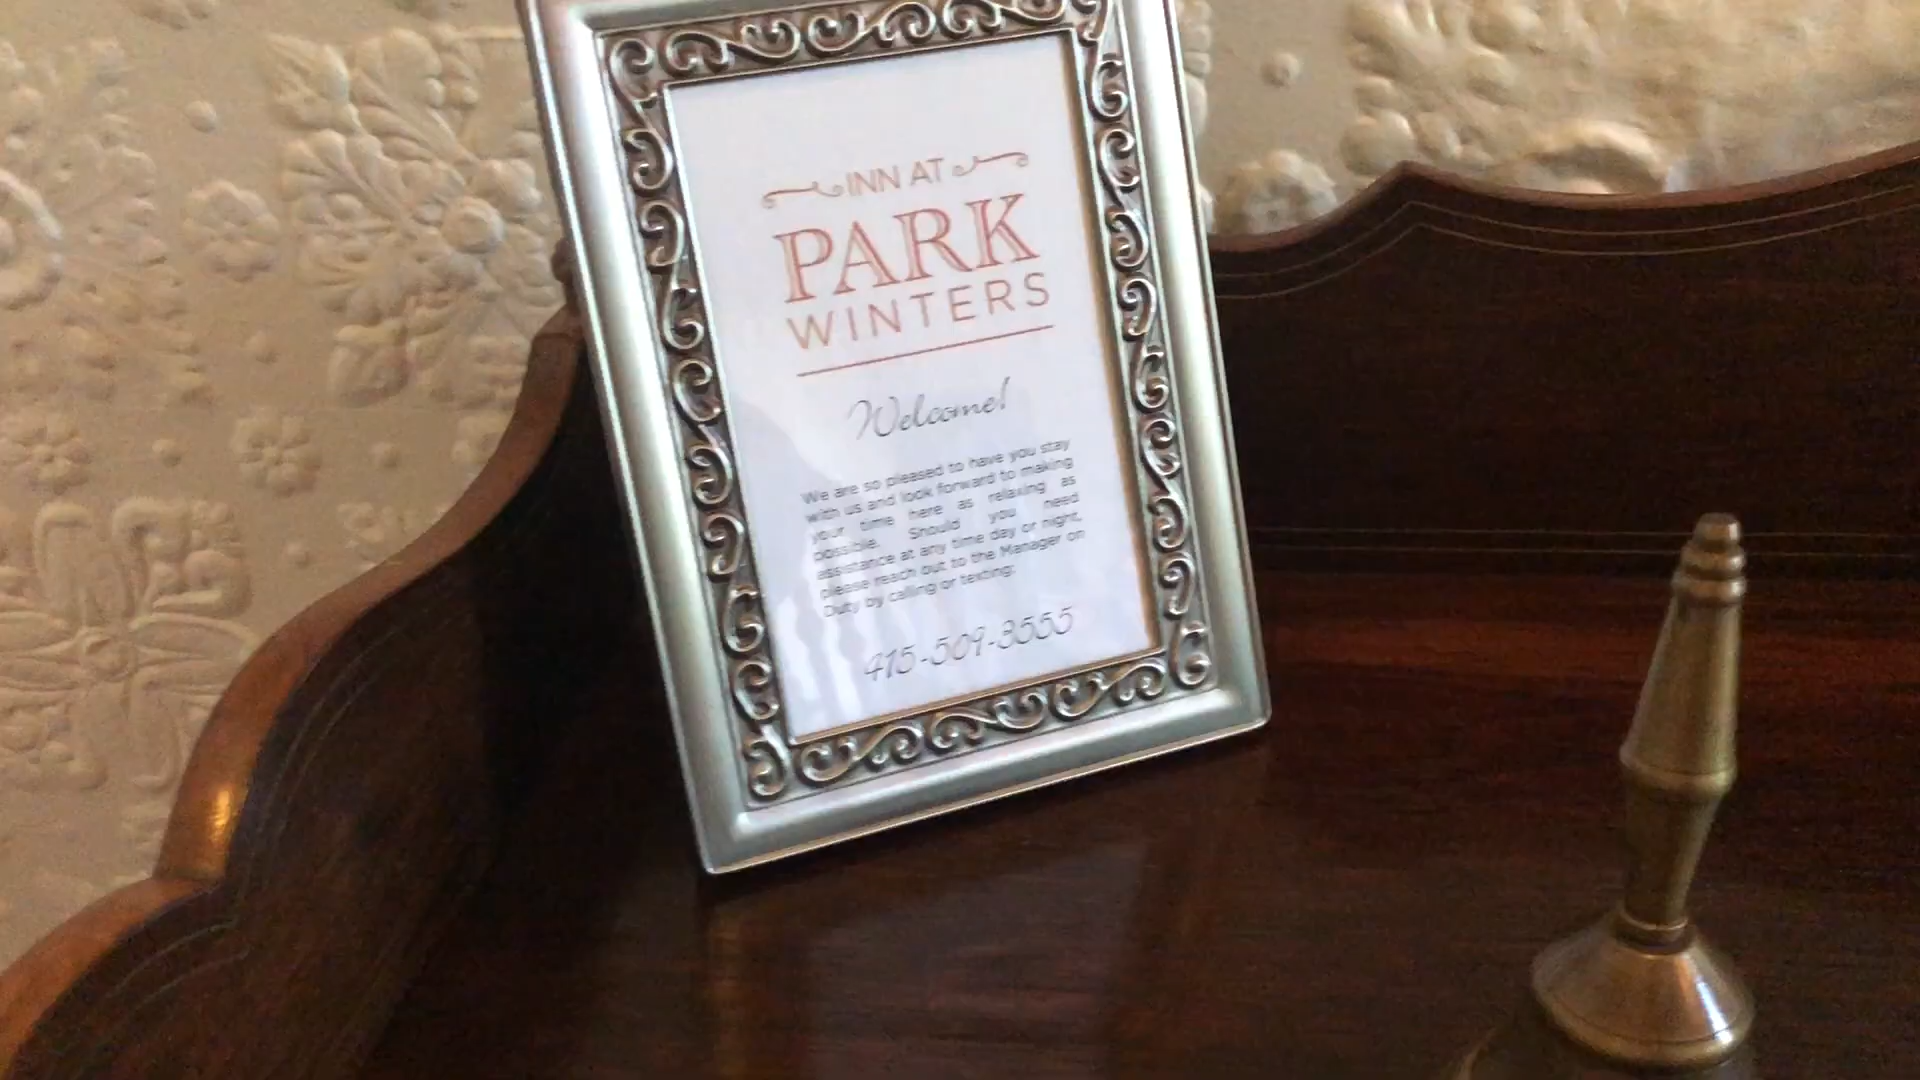 INN AT
PARK
WINTERS
Welcome!
We are so pleased to have you stay
with us and look forward to making
your time here as relaxing as
possible. Should you need
assistance at any time day or night,
please reach out to the Manager on
Duty by calling or texting:
415-509-3555